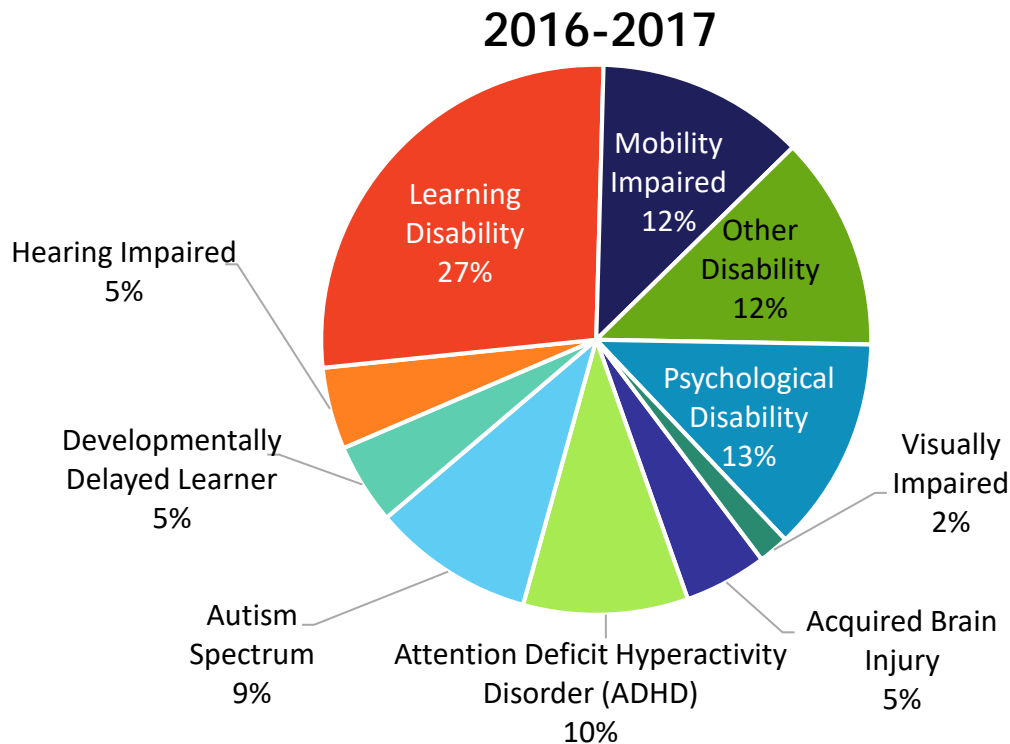 2016-2017
Mobility
Impaired
12%
Other
Disability
12%
Psychological
Disability
13%
Visually
Impaired
2%
Acquired Brain
Injury
5%
Attention Deficit Hyperactivity
Disorder (ADHD)
10%
Autism
Spectrum
9%
Developmentally
Delayed Learner
5%
Hearing Impaired
5%
Learning
Disability
27%